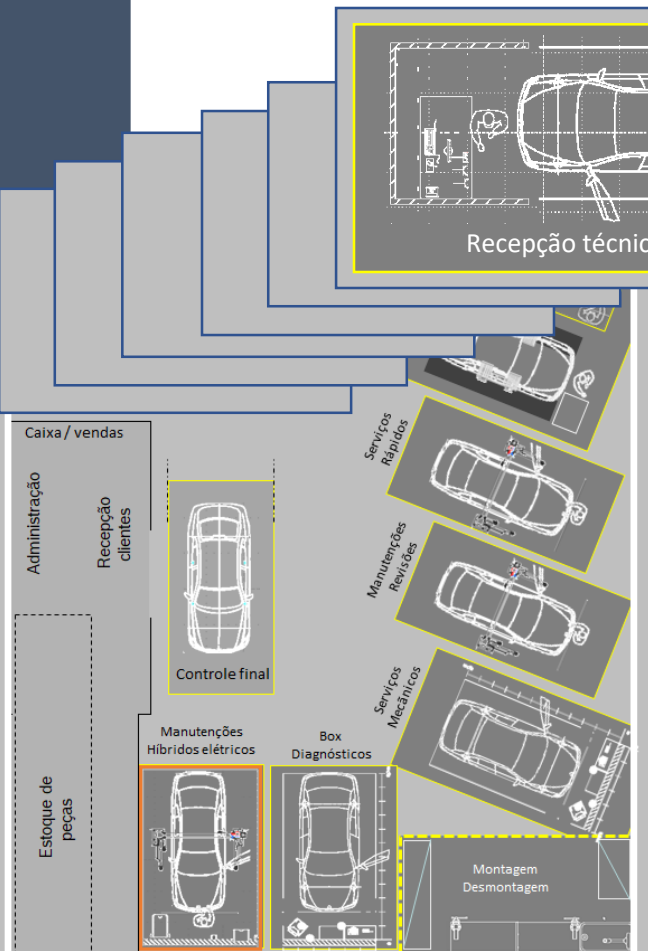 Recepção técnic
Caixa / vendas
Administração
Recepção
clientes
Serviços
Rápidos
Manutenções
Revisões
Serviços
Mecânicos
Controle final
Manutenções
Híbridos elétricos
Box
Diagnósticos
Estoque de
peças
Montagem
Desmontagem